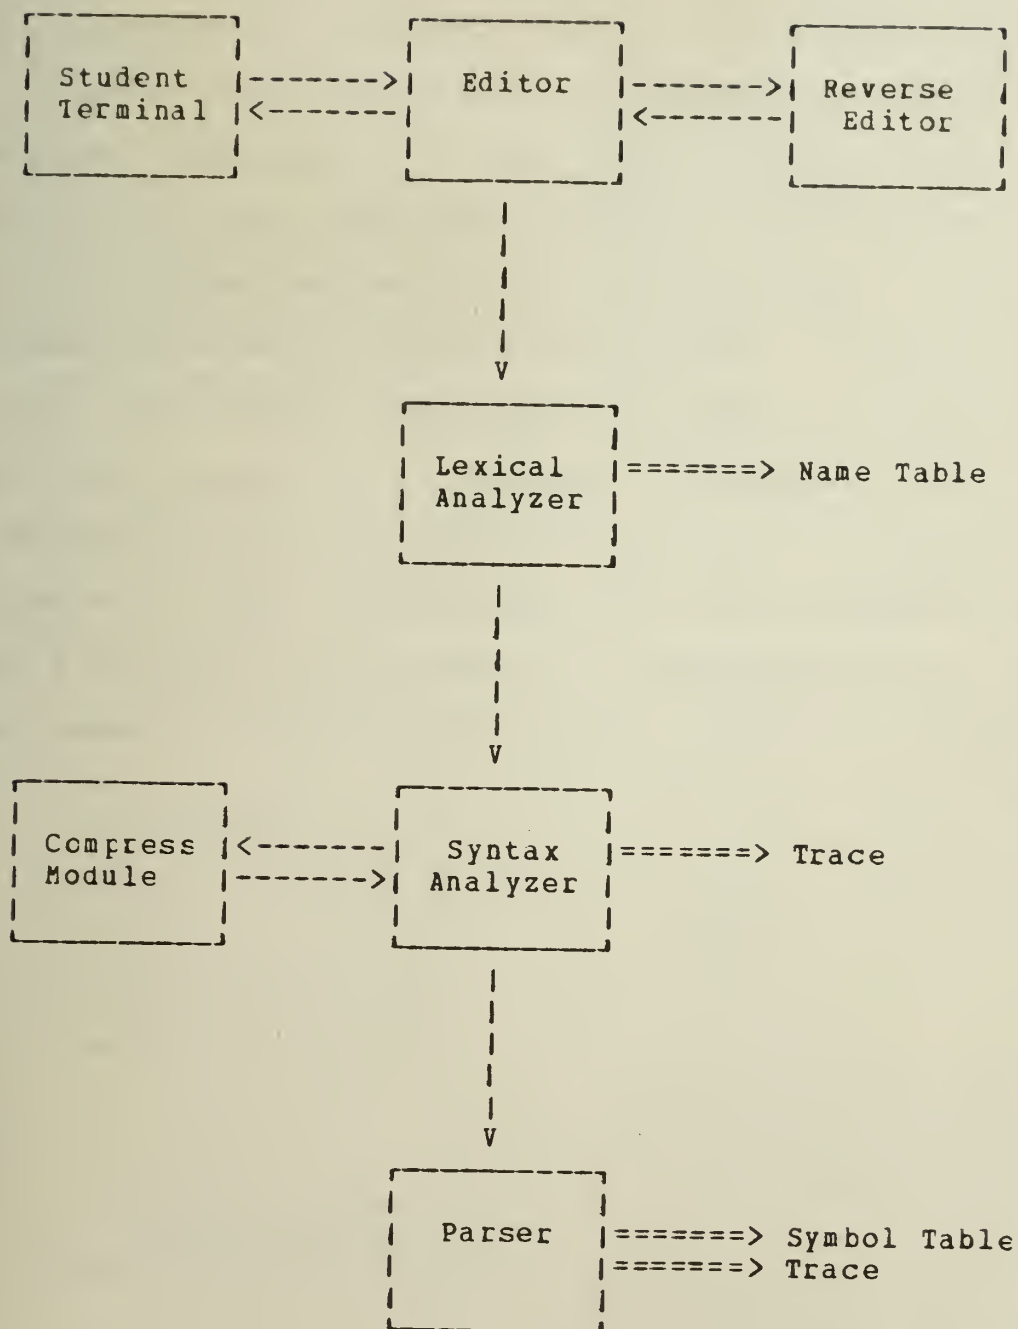 Student Terminal
Editor
Reverse Editor
Lexical Analyzer
Name Table
Compress Module
Syntax Analyzer
Trace
Parser
Symbol Table
Trace